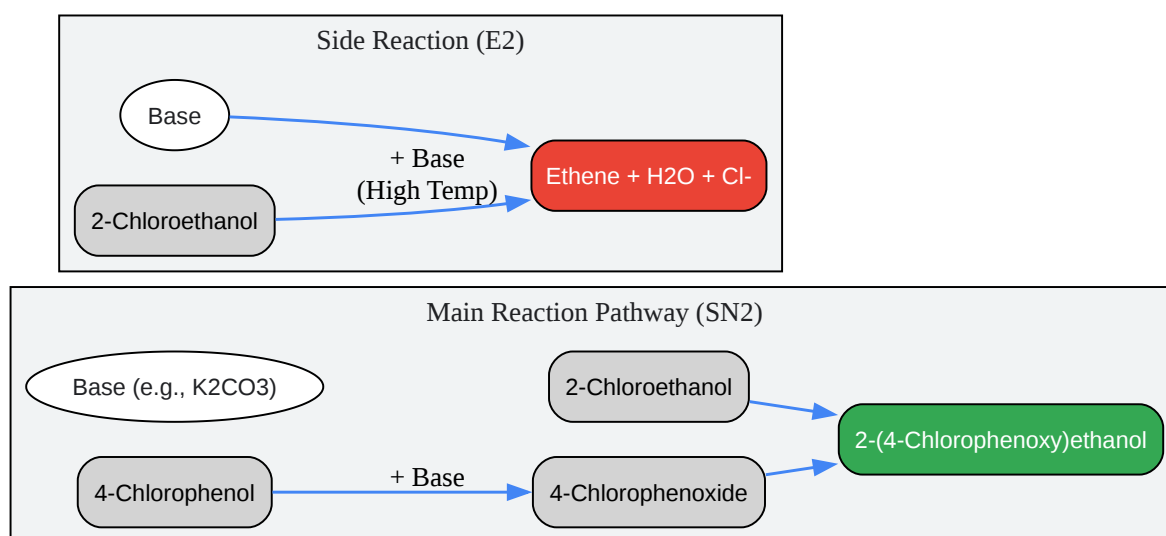 Side Reaction (E2)
Base
+ Base
(High Temp)
Ethene + H2O + Cl-
2-Chloroethanol
Main Reaction Pathway (SN2)
Base (e.g., K2CO3)
2-Chloroethanol
2-(4-Chlorophenoxy)ethanol
4-Chlorophenol
+ Base
4-Chlorophenoxide